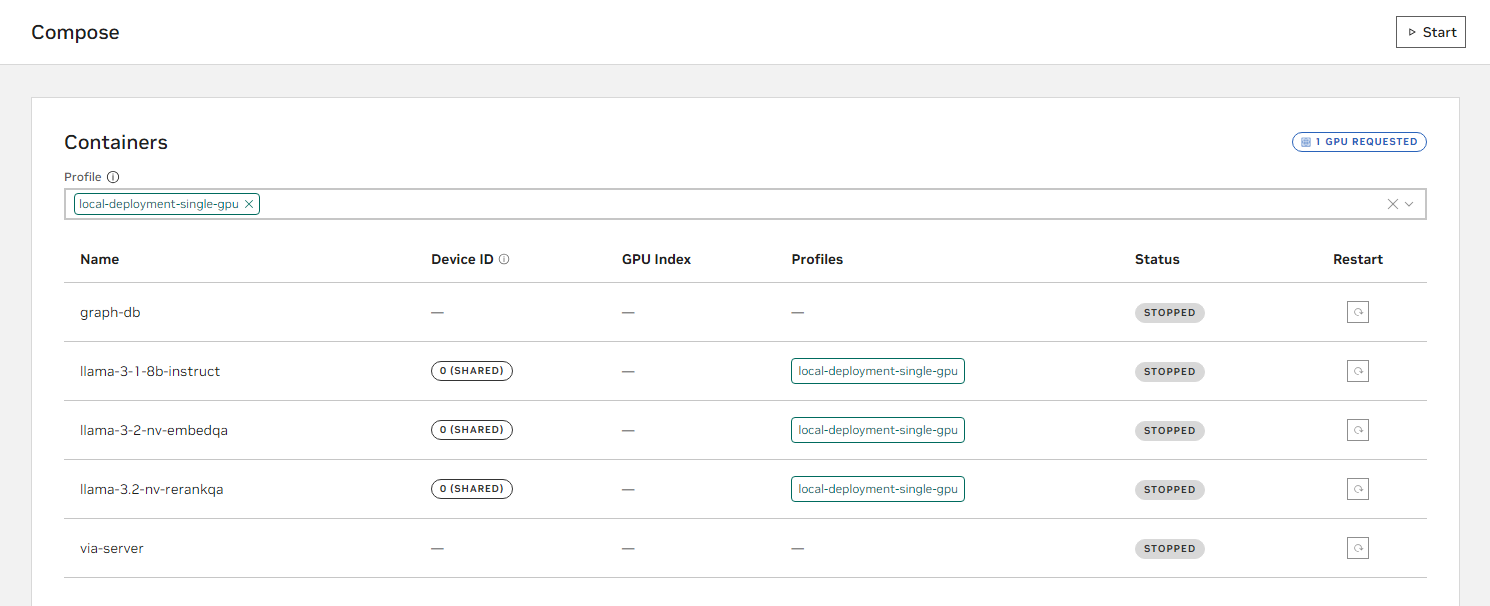 Compose
Start
Containers
1 GPU REQUESTED
Profile
local-deployment-single-gpu
Name Device ID GPU Index Profiles Status Restart
graph-db — — — STOPPED
llama-3-1-8b-instruct 0 (SHARED) — local-deployment-single-gpu STOPPED
llama-3-2-nv-embedqa 0 (SHARED) — local-deployment-single-gpu STOPPED
llama-3.2-nv-rerankqa 0 (SHARED) — local-deployment-single-gpu STOPPED
via-server — — — STOPPED